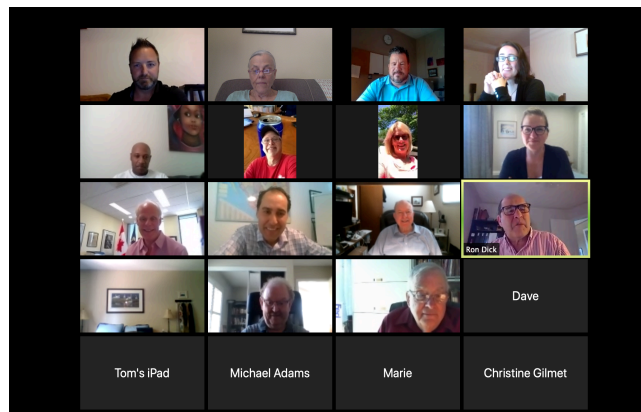 Ron Dick
Dave
Tom's iPad
Michael Adams
Marie
Christine Gilmet